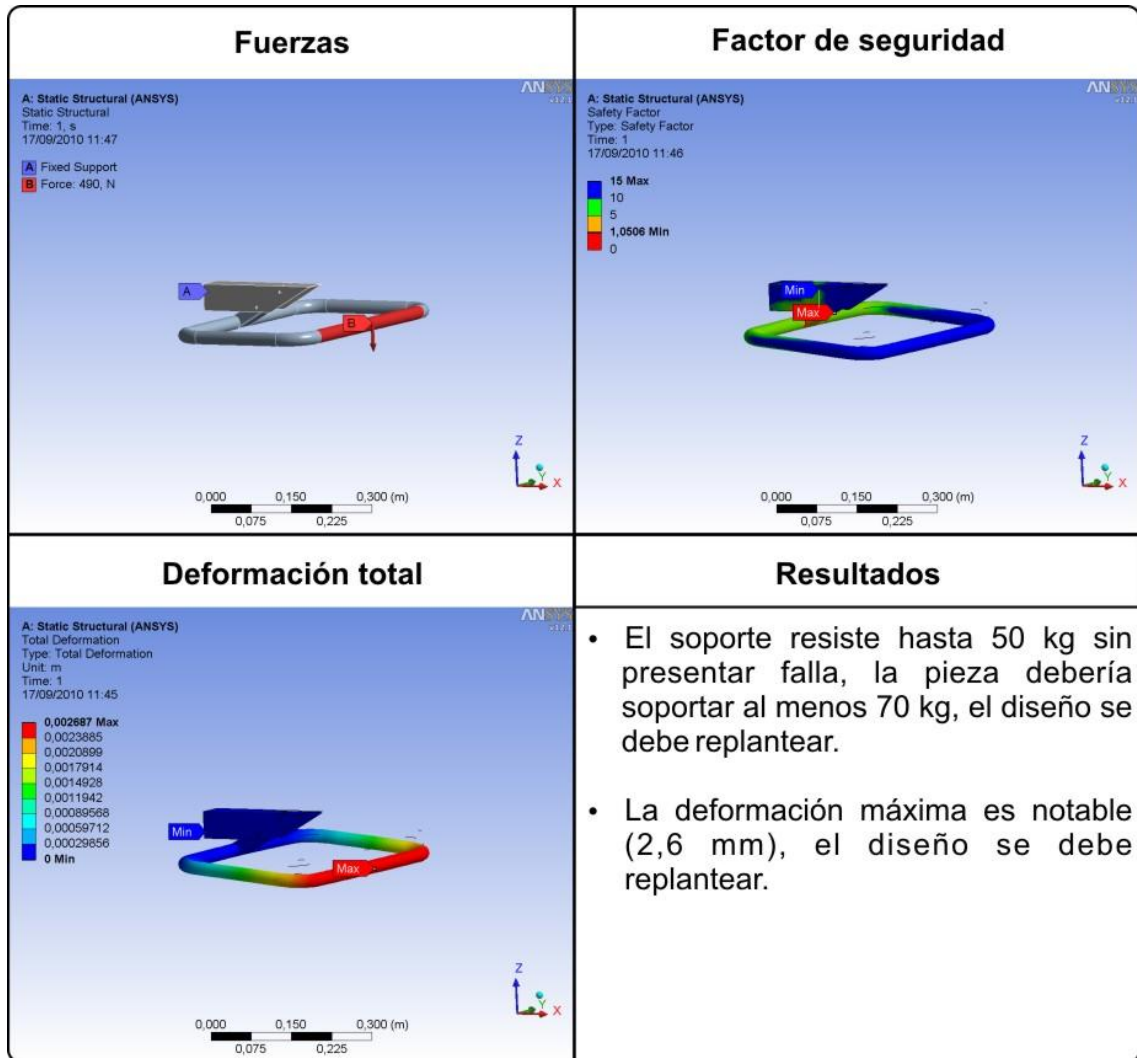 Fuerzas
Factor de seguridad
A: Static Structural (ANSYS)
Static Structural
Time: 1, s
17/09/2010 11:47
A Fixed Support
B Force: 490, N
A
B
Z
Y
X
0,000 0,150 0,300 (m)
0,075 0,225
A: Static Structural (ANSYS)
Safety Factor
Type: Safety Factor
Time: 1
17/09/2010 11:46
15 Max
10
5
1,0506 Min
0
Min
Max
Z
Y
X
0,000 0,150 0,300 (m)
0,075 0,225
Deformación total
Resultados
A: Static Structural (ANSYS)
Total Deformation
Type: Total Deformation
Unit: m
Time: 1
17/09/2010 11:45
0,002687 Max
0,0023885
0,0020899
0,0017914
0,0014928
0,0011942
0,00089568
0,00059712
0,00029856
0 Min
Min
Max
Z
Y
X
0,000 0,150 0,300 (m)
0,075 0,225
• El soporte resiste hasta 50 kg sin
presentar falla, la pieza debería
soportar al menos 70 kg, el diseño se
debe replantear.
• La deformación máxima es notable
(2,6 mm), el diseño se debe
replantear.